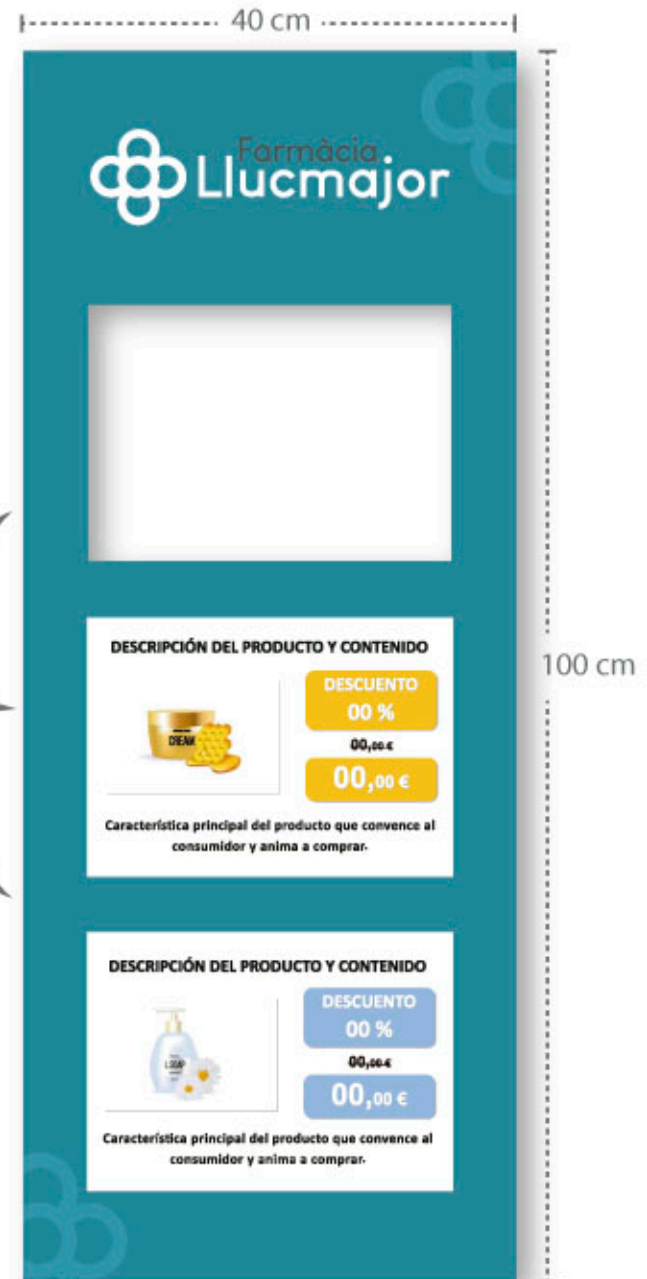 40 cm
Farmàcia
Llucmajor
100 cm
DESCRIPCIÓN DEL PRODUCTO Y CONTENIDO
DESCUENTO
00 %
CREAM
00,00 €
00,00 €
Característica principal del producto que convence al
consumidor y anima a comprar.
DESCRIPCIÓN DEL PRODUCTO Y CONTENIDO
DESCUENTO
00 %
00,00 €
00,00 €
Característica principal del producto que convence al
consumidor y anima a comprar.